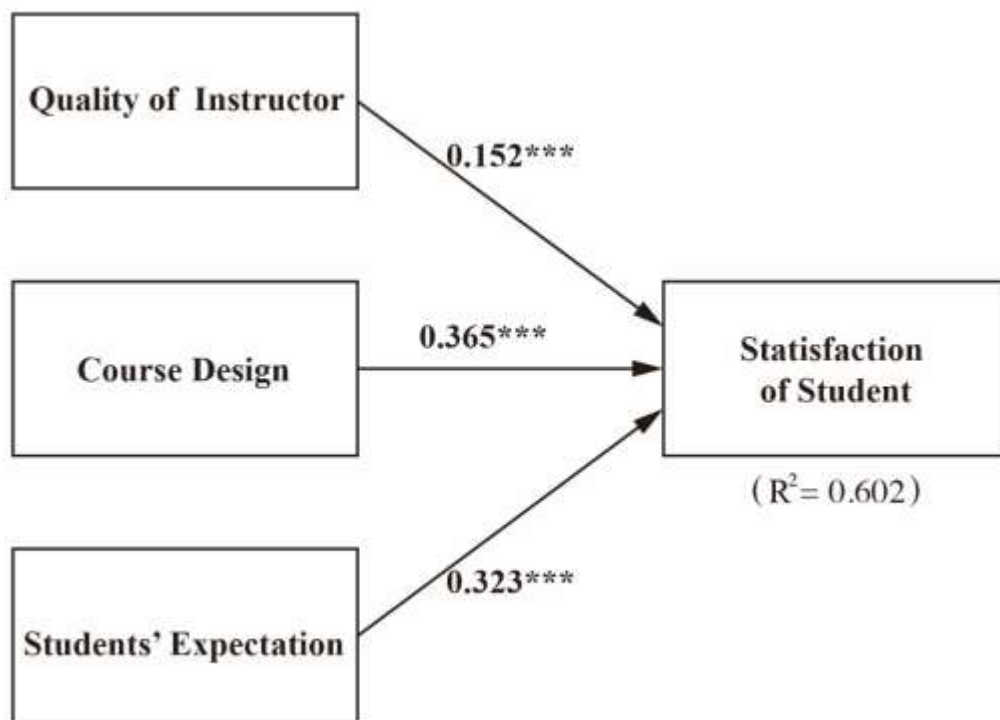 Quality of Instructor
0.152***
Course Design
0.365***
Statisfaction
of Student
(R²= 0.602)
Students’ Expectation
0.323***